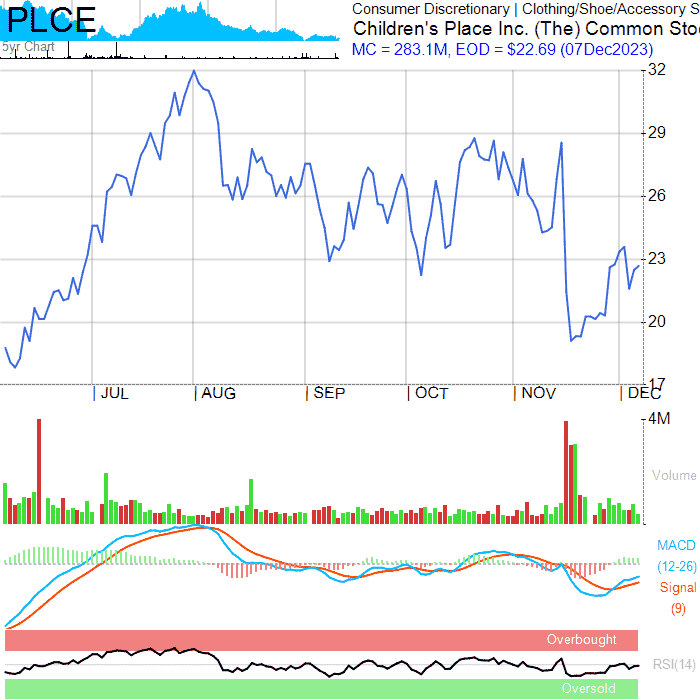 PLCE
5yr Chart
Consumer Discretionary | Clothing/Shoe/Accessory S
Children's Place Inc. (The) Common Sto
MC = 283.1M, EOD = $22.69 (07Dec2023)
32
29
26
23
20
17
JUL
AUG
SEP
OCT
NOV
DEC
4M
Volume
MACD
(12-26)
Signal
(9)
Overbought
RSI(14)
Oversold